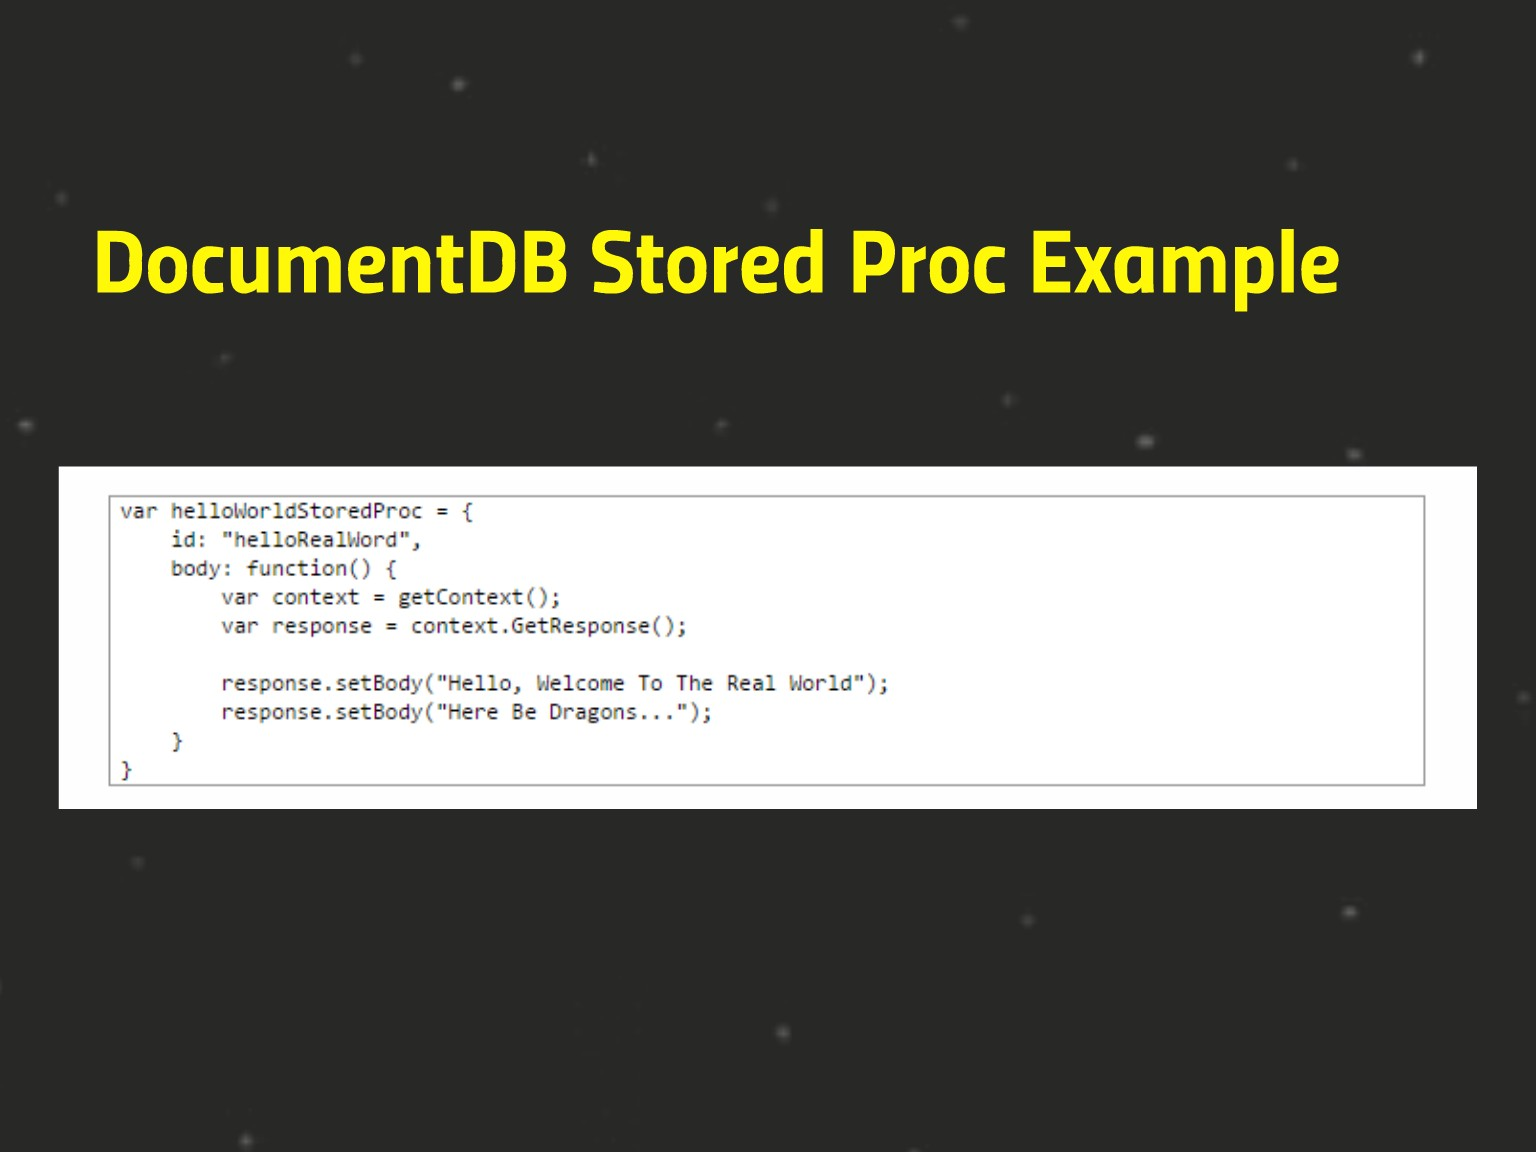 DocumentDB Stored Proc Example
var helloWorldStoredProc = {
    id: "helloRealWord",
    body: function() {
        var context = getContext();
        var response = context.GetResponse();

        response.setBody("Hello, Welcome To The Real World");
        response.setBody("Here Be Dragons...");
    }
}